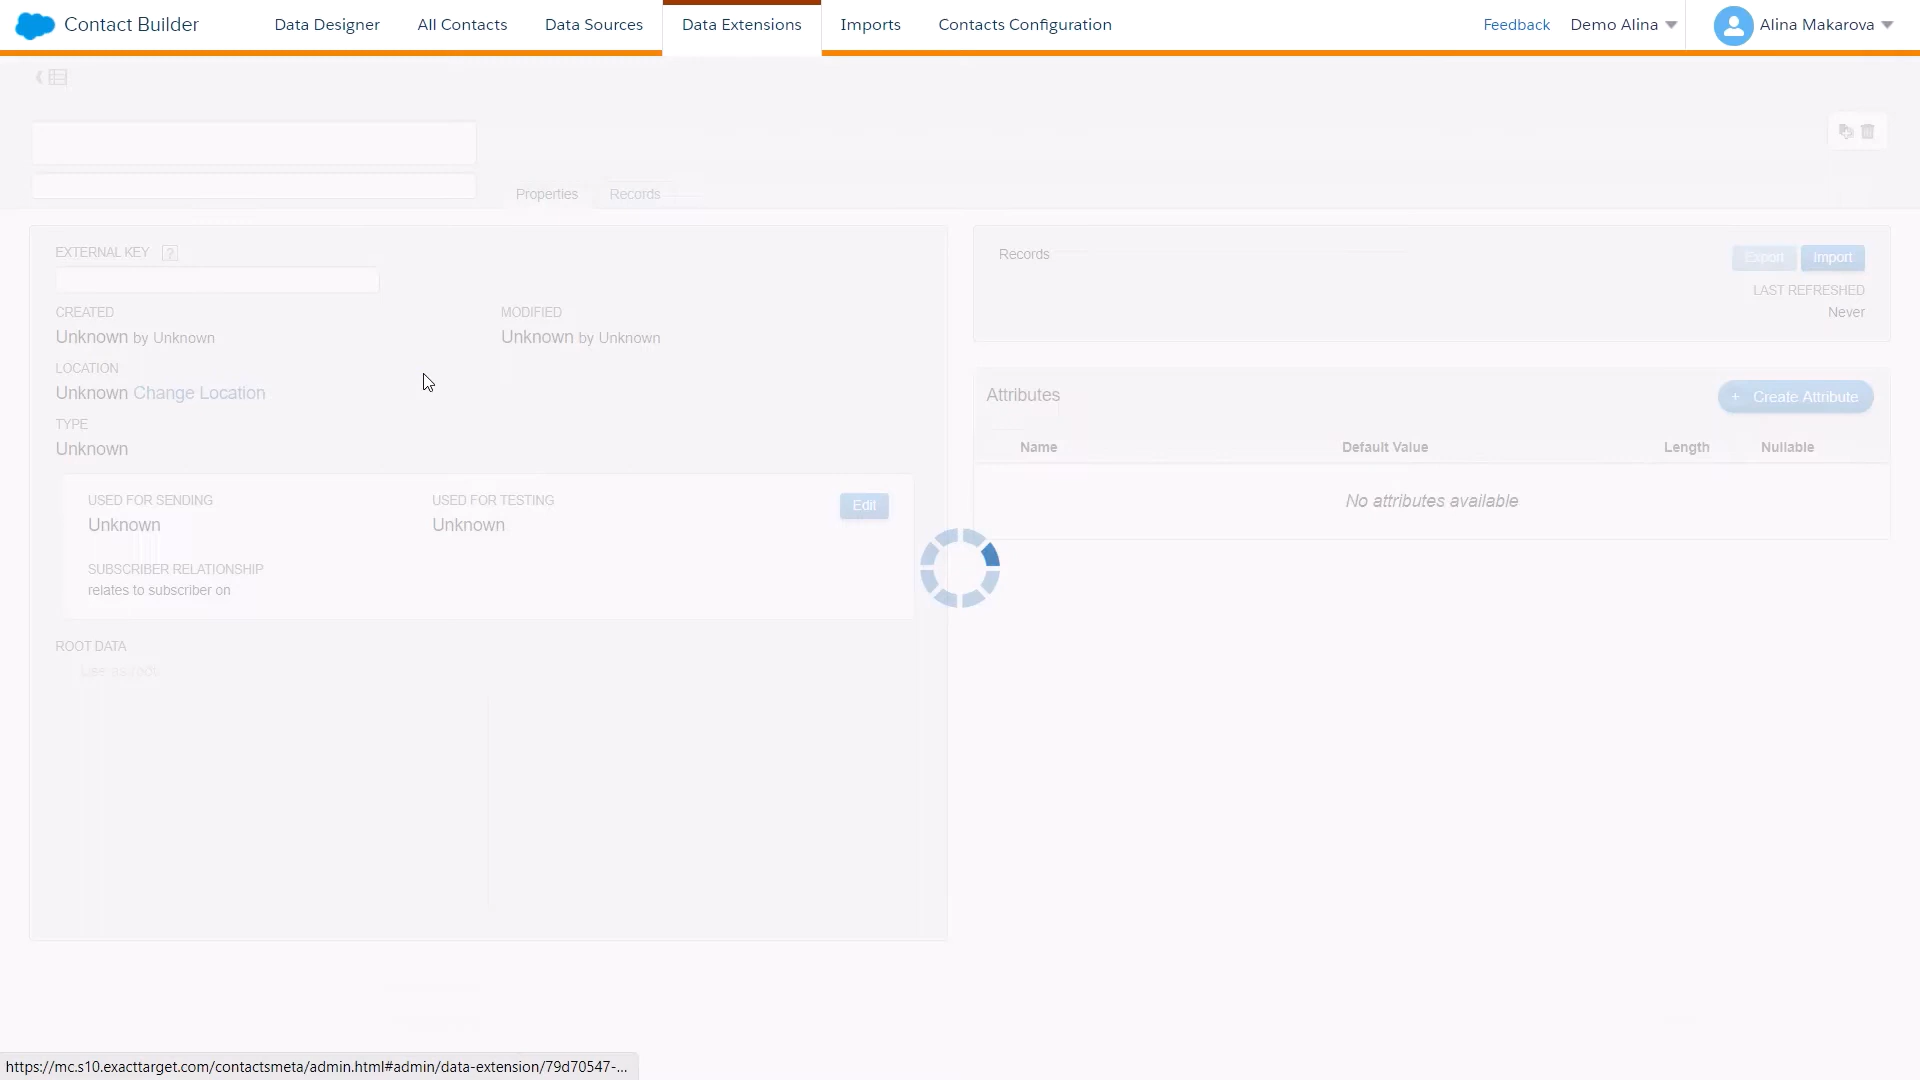 Contact Builder
Data Designer
All Contacts
Data Sources
Data Extensions
Imports
Contacts Configuration
Feedback
Demo Alina
Alina Makarova
Properties
Records
EXTERNAL KEY ?
CREATED
Unknown by Unknown
MODIFIED
Unknown by Unknown
LOCATION
Unknown Change Location
TYPE
Unknown
USED FOR SENDING
Unknown
USED FOR TESTING
Unknown
Edit
SUBSCRIBER RELATIONSHIP
relates to subscriber on
ROOT DATA
Use as root
Records
Export
Import
LAST REFRESHED
Never
Attributes
+ Create Attribute
Name
Default Value
Length
Nullable
No attributes available
https://mc.s10.exacttarget.com/contactsmeta/admin.html#admin/data-extension/79d70547-...